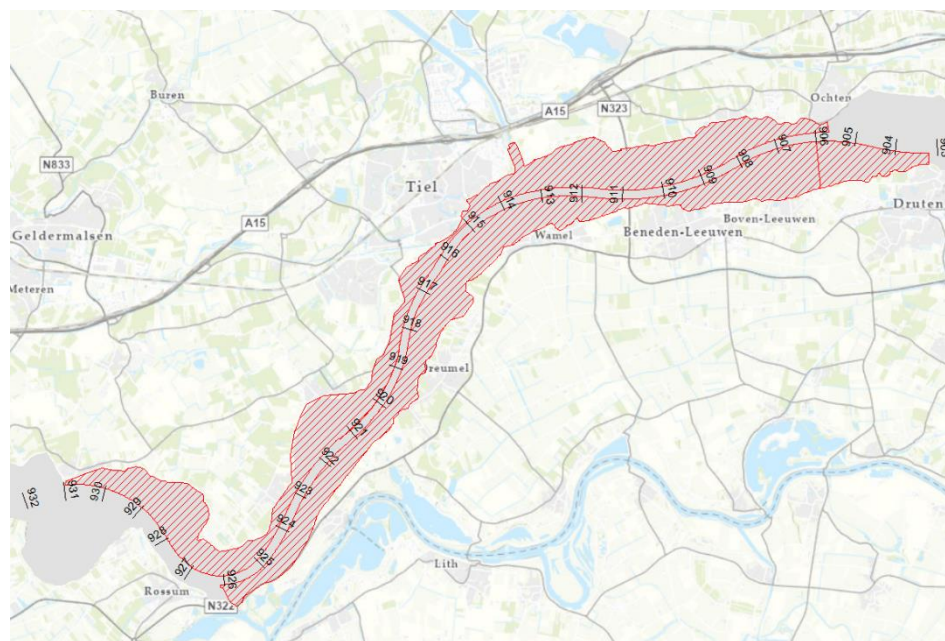 Buren
Ochten
A15
N323
906
905
904
903
907
908
N833
Tiel
909
910
911
912
913
914
Druten
915
Boven-Leeuwen
A15
Geldermalsen
Wamel
Beneden-Leeuwen
916
917
Meteren
918
919
Dreumel
920
921
922
931
930
932
923
929
924
928
925
927
Lith
926
Rossum
N322